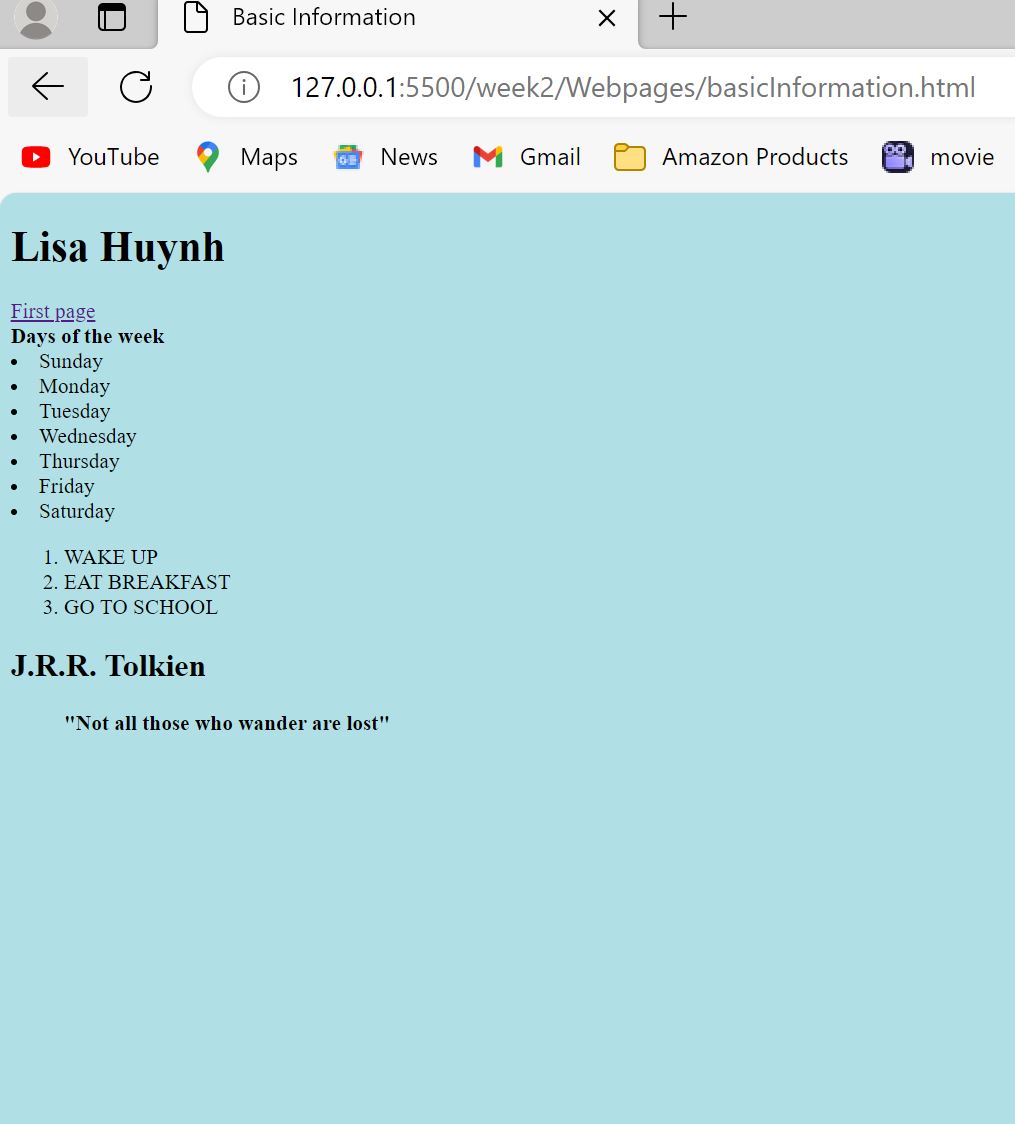 Basic Information
127.0.0.1:5500/week2/Webpages/basicInformation.html
YouTube Maps News Gmail Amazon Products movie
Lisa Huynh
First page
Days of the week
• Sunday
• Monday
• Tuesday
• Wednesday
• Thursday
• Friday
• Saturday
1. WAKE UP
2. EAT BREAKFAST
3. GO TO SCHOOL
J.R.R. Tolkien
"Not all those who wander are lost"